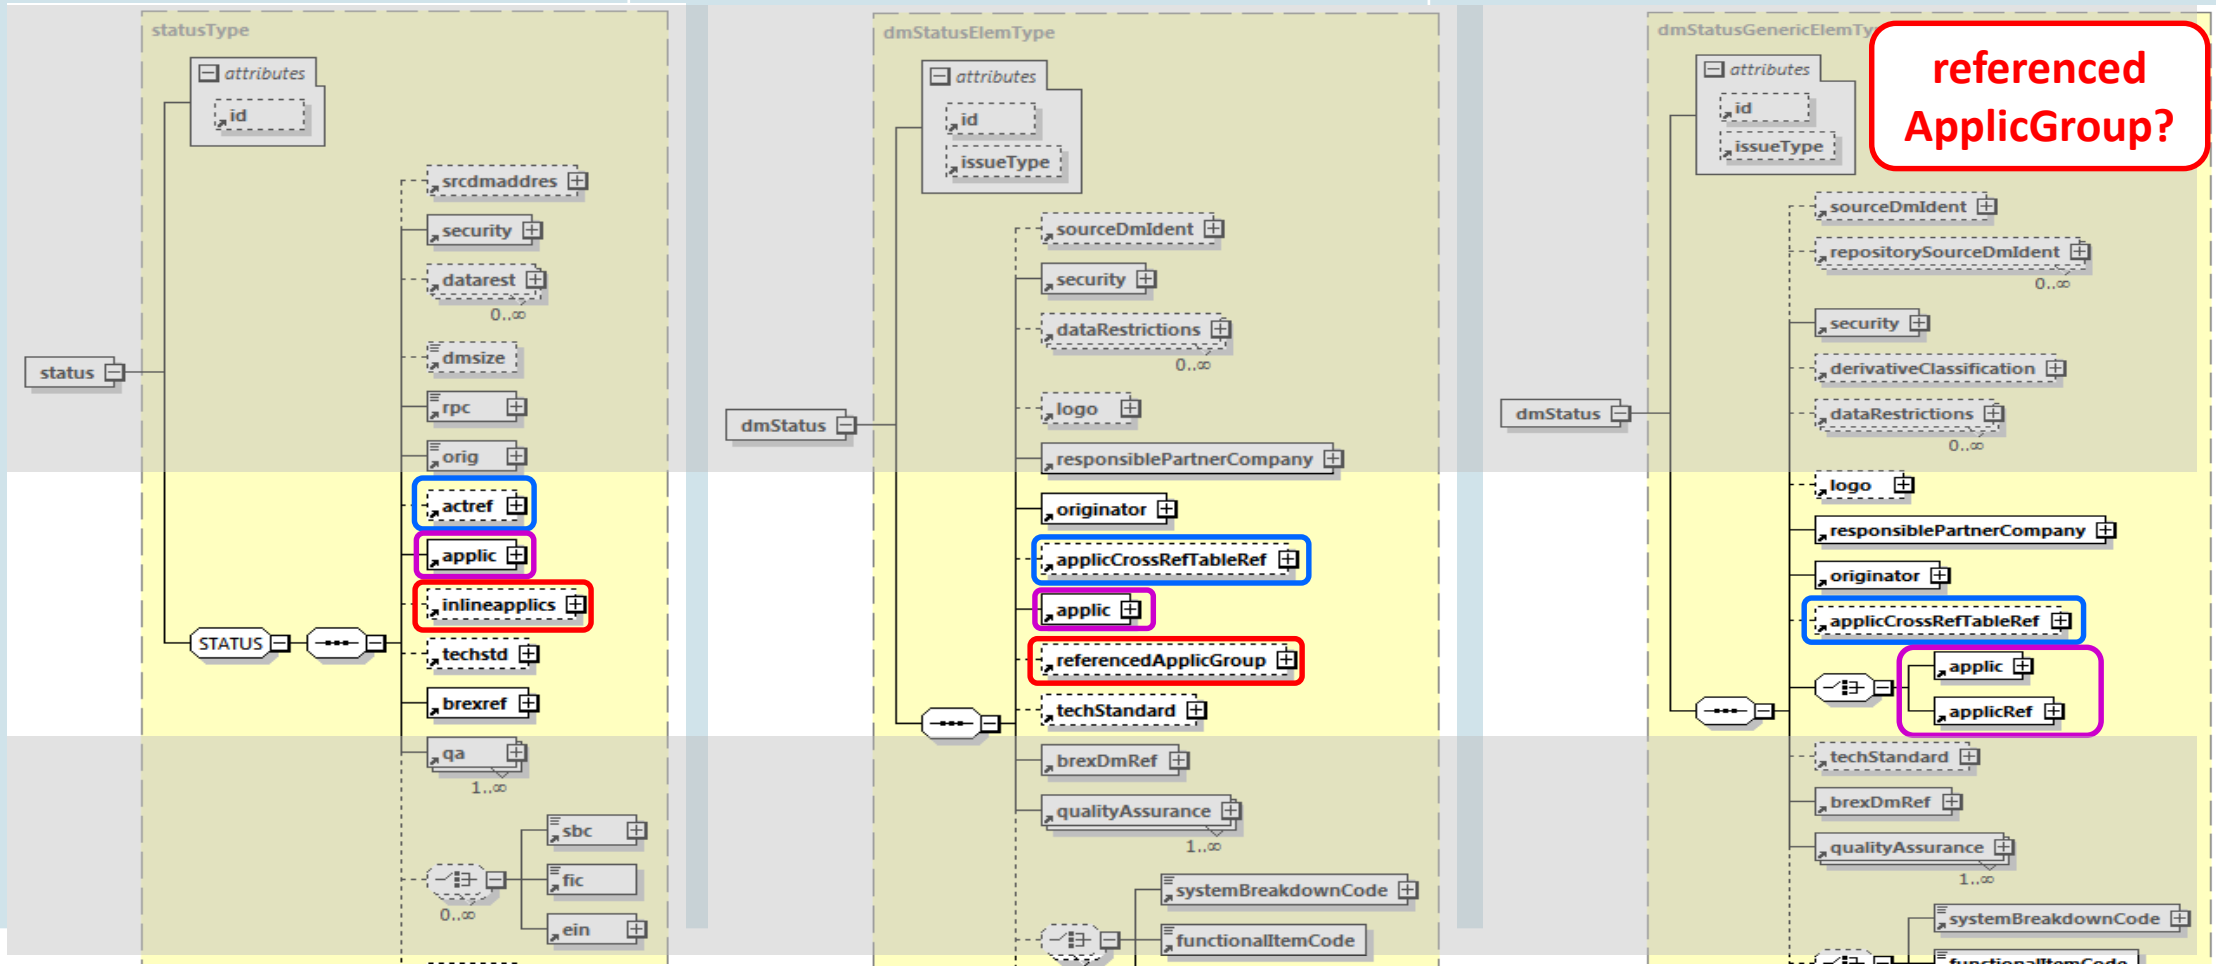 statusType
attributes
id
srcdmaddres
security
datarest
0..∞
dmsize
status
rpc
orig
actref
applic
inlineapplics
STATUS
techstd
brexref
qa
1..∞
sbc
fic
0..∞
ein
dmStatusElemType
attributes
id
issueType
sourceDmIdent
security
dataRestrictions
0..∞
logo
dmStatus
responsiblePartnerCompany
originator
applicCrossRefTableRef
applic
referencedApplicGroup
techStandard
brexDmRef
qualityAssurance
1..∞
systemBreakdownCode
functionalItemCode
dmStatusGenericElemTy
referenced
ApplicGroup?
attributes
id
issueType
sourceDmIdent
repositorySourceDmIdent
0..∞
security
derivativeClassification
dmStatus
dataRestrictions
0..∞
logo
responsiblePartnerCompany
originator
applicCrossRefTableRef
applic
applicRef
techStandard
brexDmRef
qualityAssurance
1..∞
systemBreakdownCode
functionalItemCode